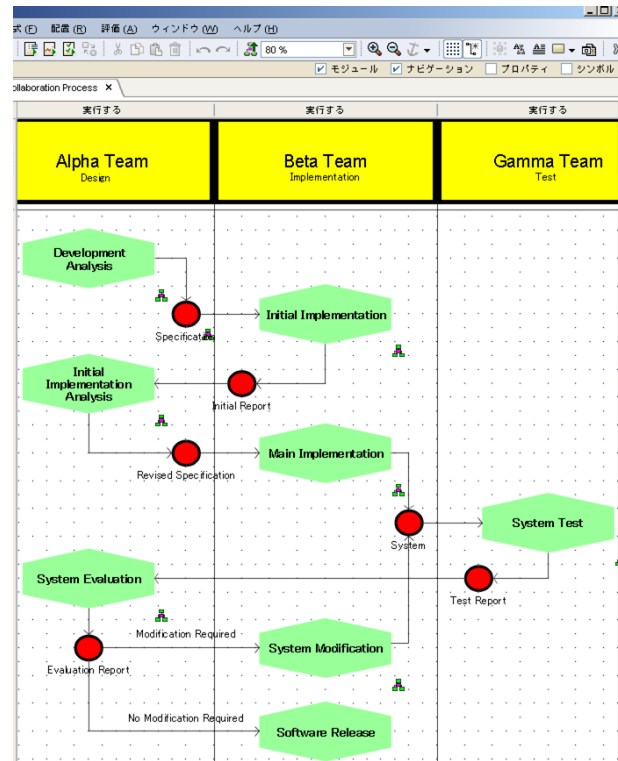 式(F) 配置(R) 評価(A) ウィンドウ(W) ヘルプ(H)
80 %
モジュール ナビゲーション プロパティ シンボル
ollaboration Process ×
実行する 実行する 実行する
Alpha Team
Design
Beta Team
Implementation
Gamma Team
Test
Development
Analysis
Specification
Initial Implementation
Initial
Implementation
Analysis
Initial Report
Revised Specification
Main Implementation
System
System Test
System Evaluation
Test Report
Modification Required
System Modification
Evaluation Report
No Modification Required
Software Release